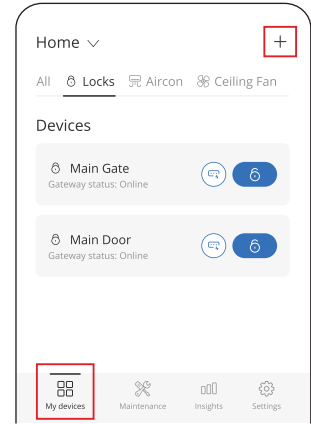 Home
All Locks Aircon Ceiling Fan
Devices
Main Gate
Gateway status: Online
Main Door
Gateway status: Online
My devices Maintenance Insights Settings